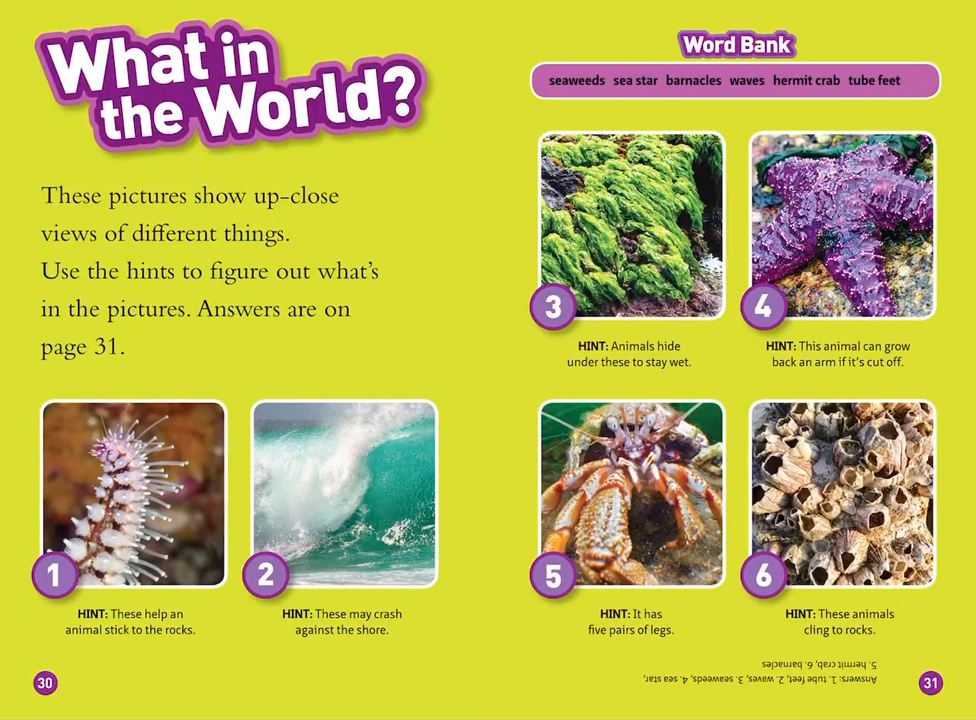 What in
the World?
These pictures show up-close
views of different things.
Use the hints to figure out what's
in the pictures. Answers are on
page 31.
1
HINT: These help an
animal stick to the rocks.
2
HINT: These may crash
against the shore.
30
Word Bank
seaweeds sea star barnacles waves hermit crab tube feet
3
HINT: Animals hide
under these to stay wet.
4
HINT: This animal can grow
back an arm if it's cut off.
5
HINT: It has
five pairs of legs.
6
HINT: These animals
cling to rocks.
Answers: 1. tube feet, 2. waves, 3. seaweeds, 4. sea star,
5. hermit crab, 6. barnacles
31